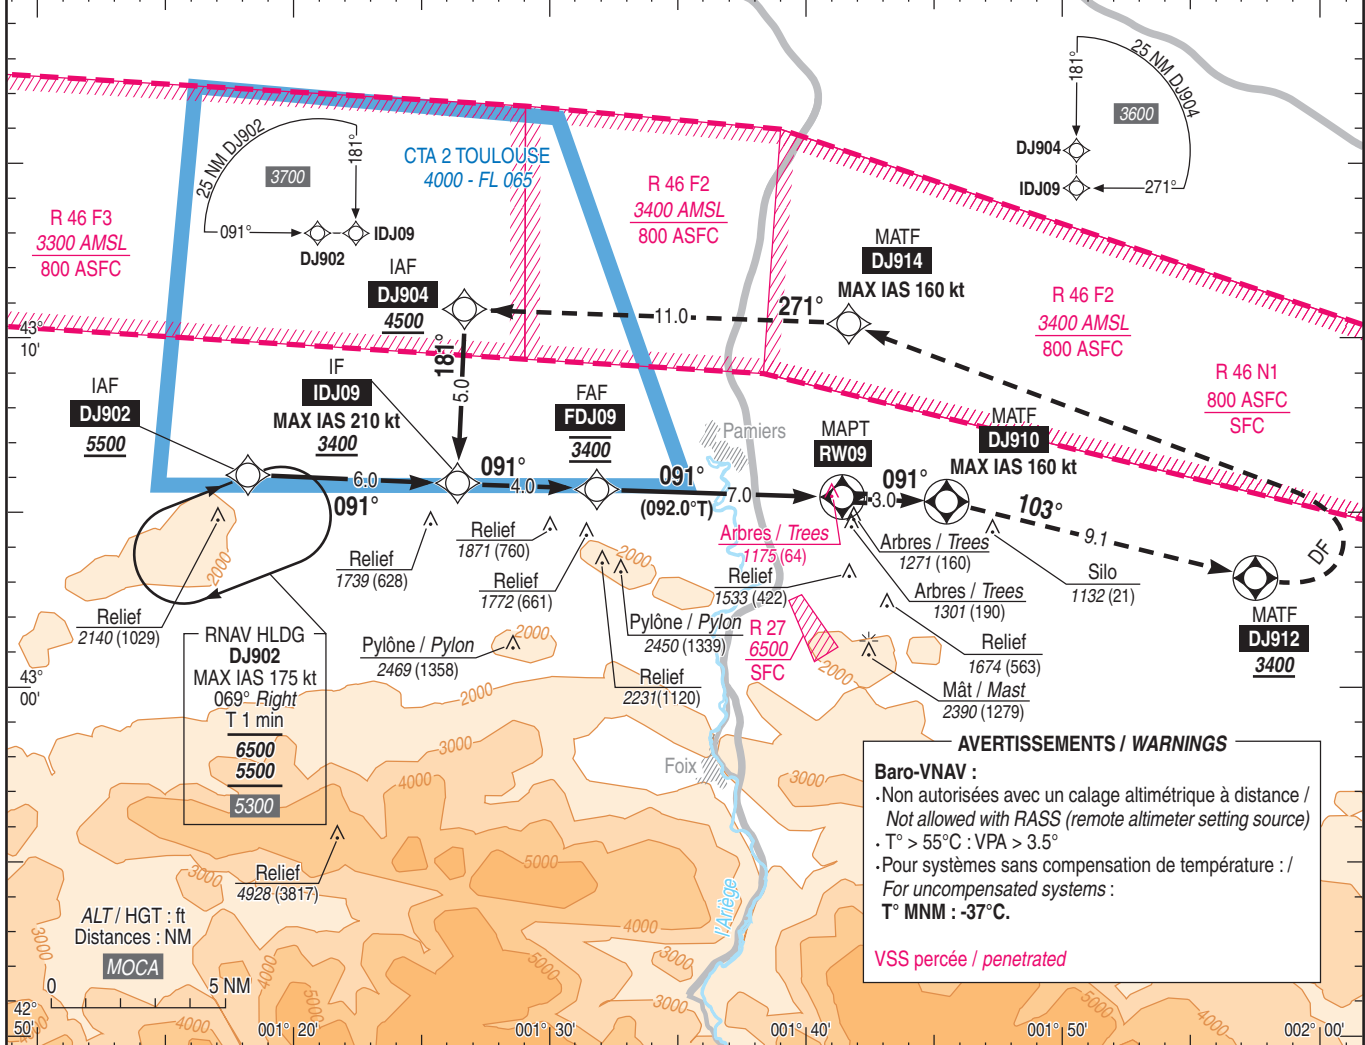 25 NM DJ902
181°
3700
091°
IDJ09
DJ902
CTA 2 TOULOUSE
4000 - FL 065
R 46 F3
3300 AMSL
800 ASFC
R 46 F2
3400 AMSL
800 ASFC
25 NM DJ904
181°
3600
DJ904
IDJ09
271°
IAF
DJ904
4500
MATF
DJ914
MAX IAS 160 kt
271°
11.0
R 46 F2
3400 AMSL
800 ASFC
43°
10'
181°
5.0
IAF
DJ902
5500
IF
IDJ09
MAX IAS 210 kt
3400
FAF
FDJ09
3400
R 46 N1
800 ASFC
SFC
Pamiers
MAPT
RW09
MATF
DJ910
MAX IAS 160 kt
6.0
091°
091°
4.0
091°
(092.0°T)
7.0
3.0
091°
103°
9.1
DF
2000
Relief
2140 (1029)
Relief
1739 (628)
Relief
1871 (760)
Relief
1772 (661)
2000
Arbres / Trees
1175 (64)
Arbres / Trees
1271 (160)
Relief
1533 (422)
Arbres / Trees
1301 (190)
Silo
1132 (21)
MATF
DJ912
3400
RNAV HLDG
DJ902
MAX IAS 175 kt
069° Right
T 1 min
6500
5500
5300
Pylône / Pylon
2469 (1358)
2000
Pylône / Pylon
2450 (1339)
Relief
2231(1120)
R 27
6500
SFC
2000
Relief
1674 (563)
Mât / Mast
2390 (1279)
43°
00'
2000
3000
4000
Foix
3000
AVERTISSEMENTS / WARNINGS
Baro-VNAV :
·Non autorisées avec un calage altimétrique à distance /
Not allowed with RASS (remote altimeter setting source)
· T° > 55°C : VPA > 3.5°
·Pour systèmes sans compensation de température : /
For uncompensated systems :
T° MNM : -37°C.
VSS percée / penetrated
Relief
4928 (3817)
3000
5000
4000
l'Ariège
3000
5000
3000
3000
4000
4000
5000
4000
ALT / HGT : ft
Distances : NM
MOCA
0
5 NM
42°
50'
001° 20'
001° 30'
001° 40'
001° 50'
002° 00'